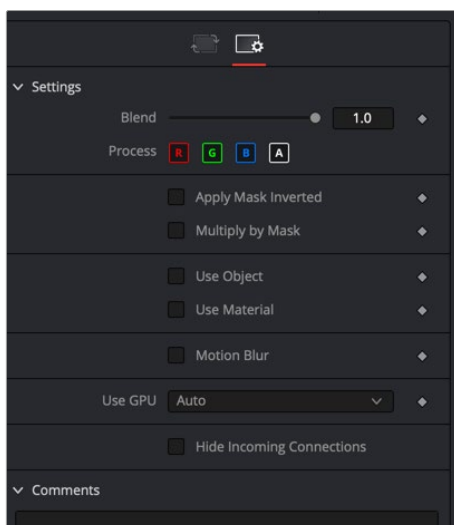 Settings
Blend 1.0
Process R G B A
Apply Mask Inverted
Multiply by Mask
Use Object
Use Material
Motion Blur
Use GPU Auto
Hide Incoming Connections
Comments